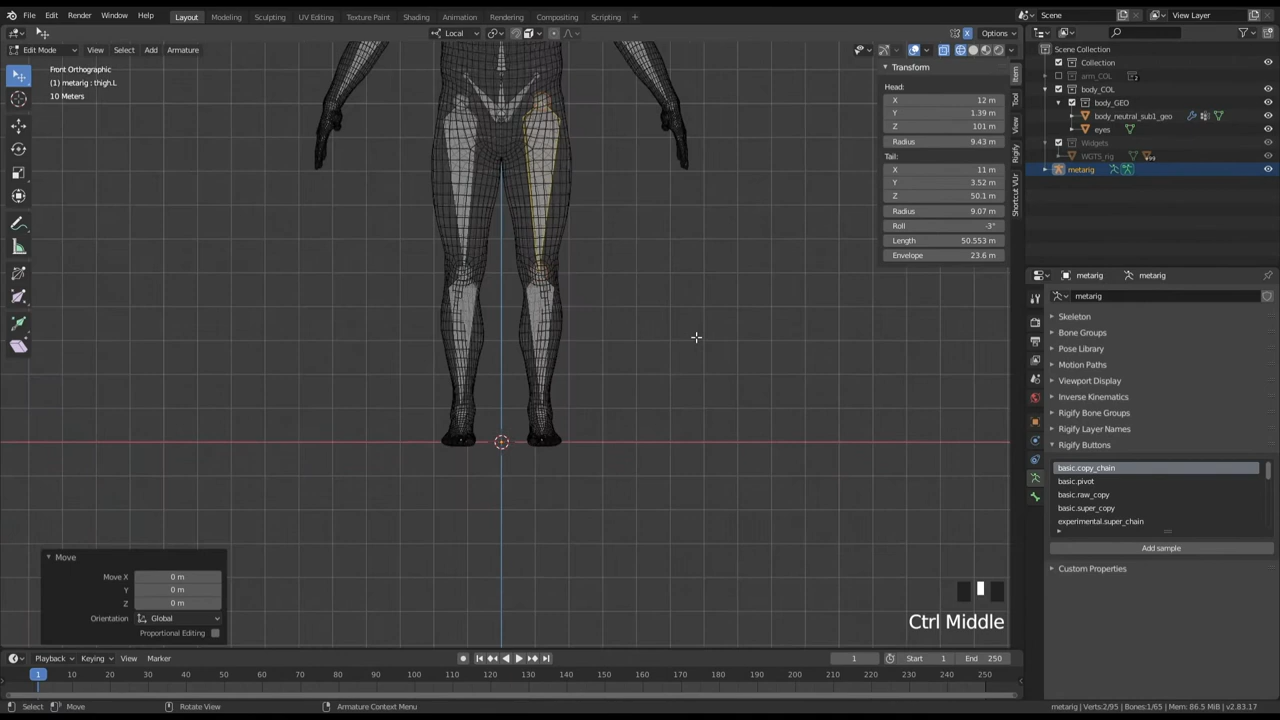 File Edit Render Window Help Layout Modeling Sculpting UV Editing Texture Paint Shading Animation Rendering Compositing Scripting + Scene View Layer
Local Options
Edit Mode View Select Add Armature
Front Orthographic
(1) metarig : thigh.L
10 Meters
Transform
Head:
X 12 m
Y 1.39 m
Z 101 m
Radius 9.43 m
Tail:
X 11 m
Y 3.52 m
Z 50.1 m
Radius 9.07 m
Roll -3°
Length 50.553 m
Envelope 23.6 m
Item
Tool
View
Rigify
Shortcut VUr
Scene Collection
Collection
arm_COL
body_COL
body_GEO
body_neutral_sub1_geo
eyes
Widgets
WGTS_rig
metarig
metarig metarig
metarig
Skeleton
Bone Groups
Pose Library
Motion Paths
Viewport Display
Inverse Kinematics
Rigify Bone Groups
Rigify Layer Names
Rigify Buttons
basic.copy_chain
basic.pivot
basic.raw_copy
basic.super_copy
experimental.super_chain
Add sample
Custom Properties
Move
Move X 0 m
Y 0 m
Z 0 m
Orientation Global
Proportional Editing
Ctrl Middle
Playback Keying View Marker 1 Start 1 End 250
1 10 20 30 40 50 60 70 80 90 100 110 120 130 140 150 160 170 180 190 200 210 220 230 240 250
Select Move Rotate View Armature Context Menu metarig | Verts:2/95 | Bones:1/65 | Mem: 86.5 MiB | v2.83.17